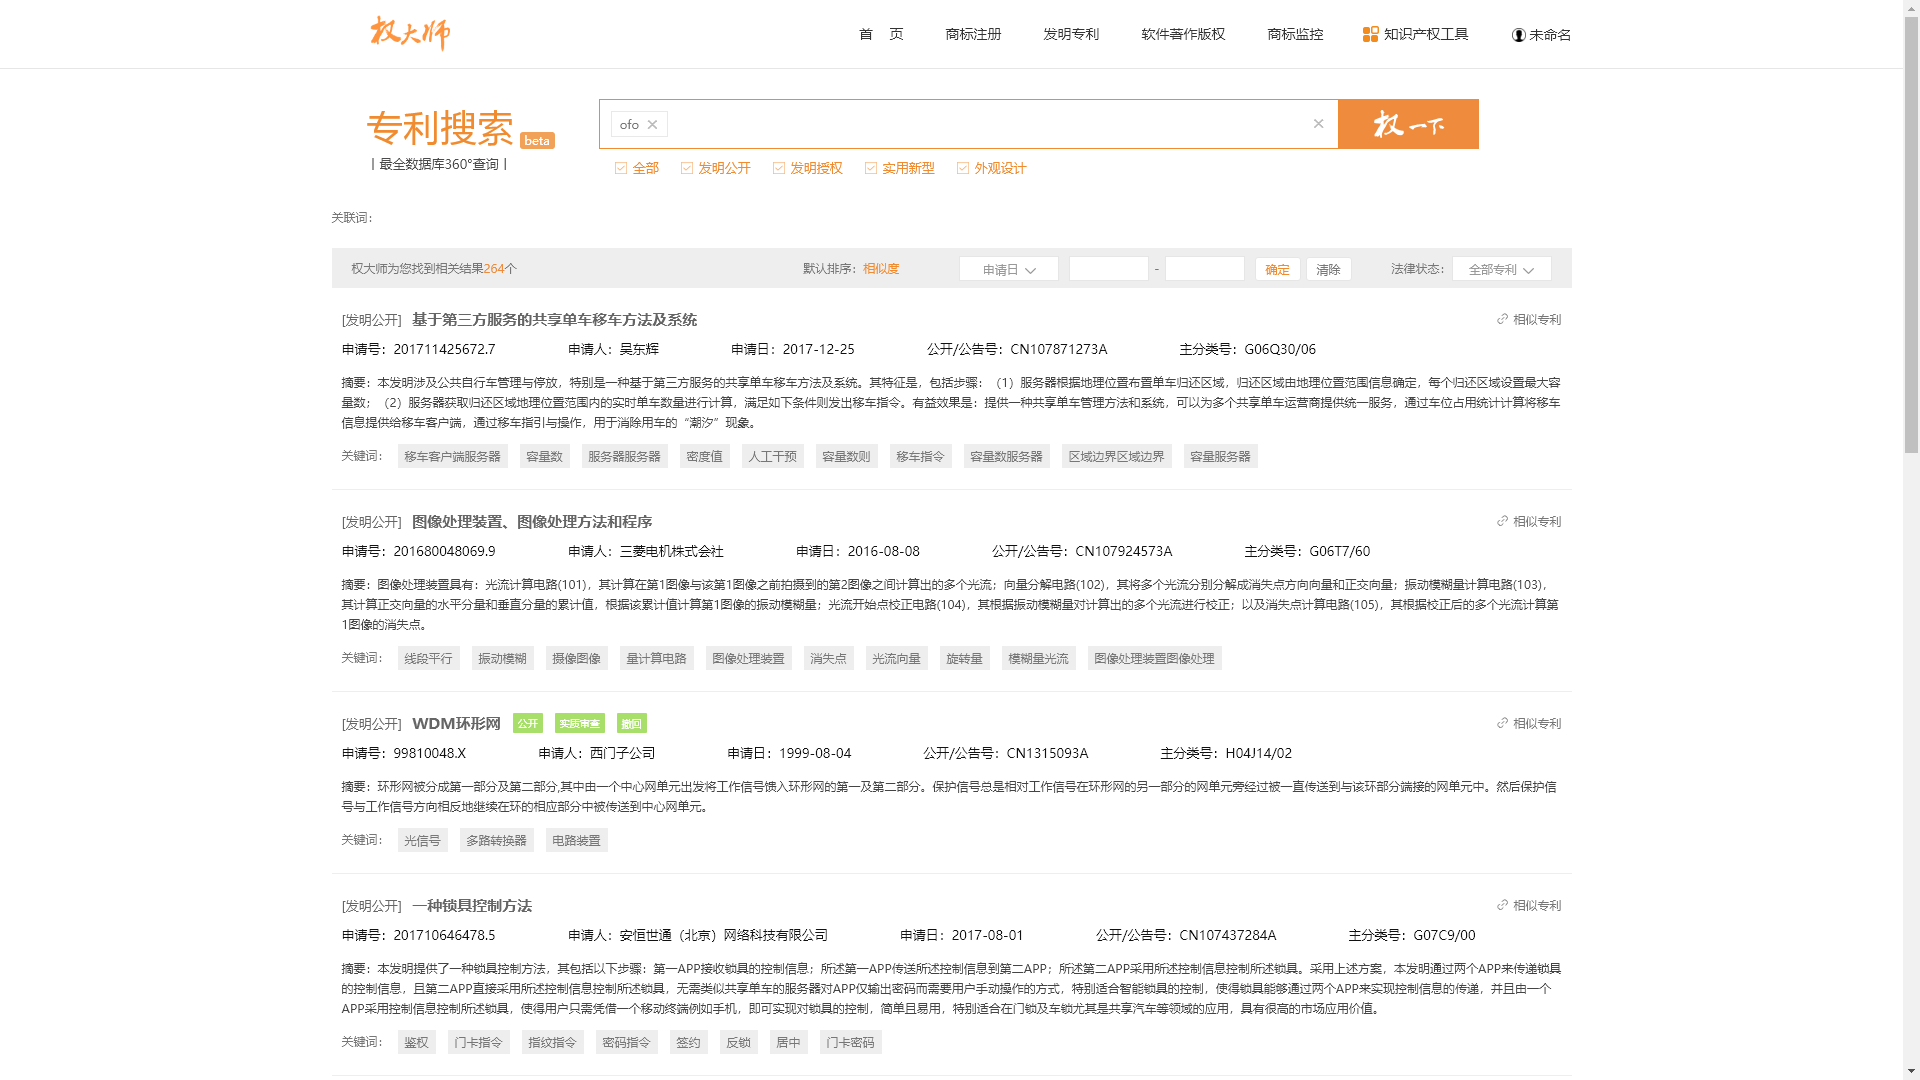 权大师
首 页
商标注册
发明专利
软件著作版权
商标监控
知识产权工具
未命名
专利搜索 beta
丨最全数据库360°查询丨
ofo
权一下
全部 发明公开 发明授权 实用新型 外观设计
关联词：
权大师为您找到相关结果264个 默认排序：相似度 申请日 - 确定 清除 法律状态： 全部专利
[发明公开] 基于第三方服务的共享单车移车方法及系统 相似专利
申请号：201711425672.7 申请人：吴东辉 申请日：2017-12-25 公开/公告号：CN107871273A 主分类号：G06Q30/06
摘要：本发明涉及公共自行车管理与停放，特别是一种基于第三方服务的共享单车移车方法及系统。其特征是，包括步骤：（1）服务器根据地理位置布置单车归还区域，归还区域由地理位置范围信息确定，每个归还区域设置最大容
量数；（2）服务器获取归还区域地理位置范围内的实时单车数量进行计算，满足如下条件则发出移车指令。有益效果是：提供一种共享单车管理方法和系统，可以为多个共享单车运营商提供统一服务，通过车位占用统计计算将移车
信息提供给移车客户端，通过移车指引与操作，用于消除用车的“潮汐”现象。
关键词： 移车客户端服务器 容量数 服务器服务器 密度值 人工干预 容量数则 移车指令 容量数服务器 区域边界区域边界 容量服务器
[发明公开] 图像处理装置、图像处理方法和程序 相似专利
申请号：201680048069.9 申请人：三菱电机株式会社 申请日：2016-08-08 公开/公告号：CN107924573A 主分类号：G06T7/60
摘要：图像处理装置具有：光流计算电路(101)，其计算在第1图像与该第1图像之前拍摄到的第2图像之间计算出的多个光流；向量分解电路(102)，其将多个光流分别分解成消失点方向向量和正交向量；振动模糊量计算电路(103)，
其计算正交向量的水平分量和垂直分量的累计值，根据该累计值计算第1图像的振动模糊量；光流开始点校正电路(104)，其根据振动模糊量对计算出的多个光流进行校正；以及消失点计算电路(105)，其根据校正后的多个光流计算第
1图像的消失点。
关键词： 线段平行 振动模糊 摄像图像 量计算电路 图像处理装置 消失点 光流向量 旋转量 模糊量光流 图像处理装置图像处理
[发明公开] WDM环形网 公开 实质审查 撤回 相似专利
申请号：99810048.X 申请人：西门子公司 申请日：1999-08-04 公开/公告号：CN1315093A 主分类号：H04J14/02
摘要：环形网被分成第一部分及第二部分,其中由一个中心网单元出发将工作信号馈入环形网的第一及第二部分。保护信号总是相对工作信号在环形网的另一部分的网单元旁经过被一直传送到与该环部分端接的网单元中。然后保护信
号与工作信号方向相反地继续在环的相应部分中被传送到中心网单元。
关键词： 光信号 多路转换器 电路装置
[发明公开] 一种锁具控制方法 相似专利
申请号：201710646478.5 申请人：安恒世通（北京）网络科技有限公司 申请日：2017-08-01 公开/公告号：CN107437284A 主分类号：G07C9/00
摘要：本发明提供了一种锁具控制方法，其包括以下步骤：第一APP接收锁具的控制信息；所述第一APP传送所述控制信息到第二APP；所述第二APP采用所述控制信息控制所述锁具。采用上述方案，本发明通过两个APP来传递锁具
的控制信息，且第二APP直接采用所述控制信息控制所述锁具，无需类似共享单车的服务器对APP仅输出密码而需要用户手动操作的方式，特别适合智能锁具的控制，使得锁具能够通过两个APP来实现控制信息的传递，并且由一个
APP采用控制信息控制所述锁具，使得用户只需凭借一个移动终端例如手机，即可实现对锁具的控制，简单且易用，特别适合在门锁及车锁尤其是共享汽车等领域的应用，具有很高的市场应用价值。
关键词： 鉴权 门卡指令 指纹指令 密码指令 签约 反锁 居中 门卡密码